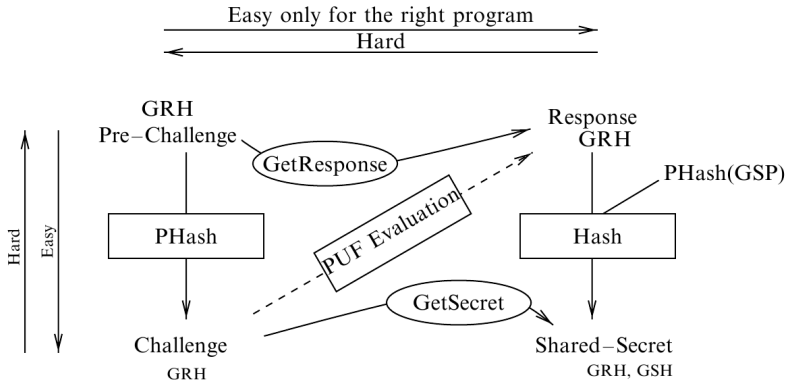 Easy only for the right program
Hard
GRH
Pre–Challenge
GetResponse
Response
GRH
PHash(GSP)
Hard
Easy
PHash
PUF Evaluation
Hash
GetSecret
Challenge
GRH
Shared–Secret
GRH, GSH